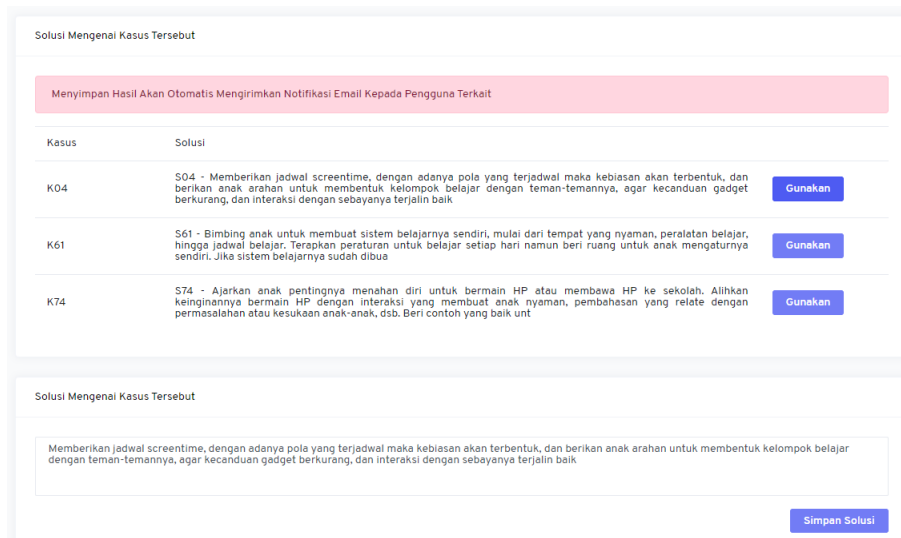 Solusi Mengenai Kasus Tersebut
Menyimpan Hasil Akan Otomatis Mengirimkan Notifikasi Email Kepada Pengguna Terkait
Kasus Solusi
K04
S04 - Memberikan jadwal screentime, dengan adanya pola yang terjadwal maka kebiasan akan terbentuk, dan
berikan anak arahan untuk membentuk kelompok belajar dengan teman-temannya, agar kecanduan gadget
berkurang, dan interaksi dengan sebayanya terjalin baik
Gunakan
K61
S61 - Bimbing anak untuk membuat sistem belajarnya sendiri, mulai dari tempat yang nyaman, peralatan belajar,
hingga jadwal belajar. Terapkan peraturan untuk belajar setiap hari namun beri ruang untuk anak mengaturnya
sendiri. Jika sistem belajarnya sudah dibua
Gunakan
K74
S74 - Ajarkan anak pentingnya menahan diri untuk bermain HP atau membawa HP ke sekolah. Alihkan
keinginannya bermain HP dengan interaksi yang membuat anak nyaman, pembahasan yang relate dengan
permasalahan atau kesukaan anak-anak, dsb. Beri contoh yang baik unt
Gunakan
Solusi Mengenai Kasus Tersebut
Memberikan jadwal screentime, dengan adanya pola yang terjadwal maka kebiasan akan terbentuk, dan berikan anak arahan untuk membentuk kelompok belajar
dengan teman-temannya, agar kecanduan gadget berkurang, dan interaksi dengan sebayanya terjalin baik
Simpan Solusi